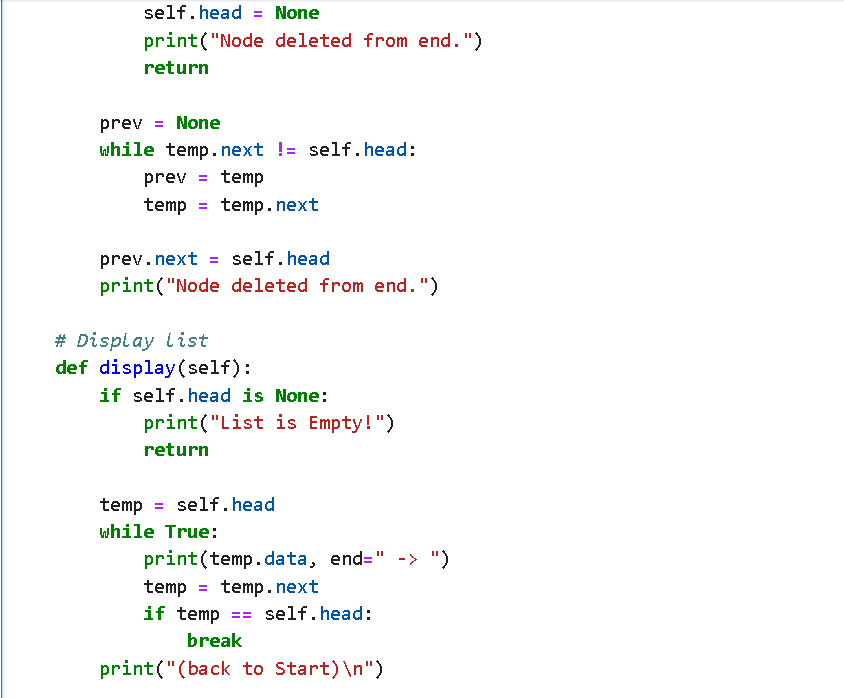 self.head = None
        print("Node deleted from end.")
        return

    prev = None
    while temp.next != self.head:
        prev = temp
        temp = temp.next

    prev.next = self.head
    print("Node deleted from end.")

# Display list
def display(self):
    if self.head is None:
        print("List is Empty!")
        return

    temp = self.head
    while True:
        print(temp.data, end=" -> ")
        temp = temp.next
        if temp == self.head:
            break
    print("(back to Start)\n")